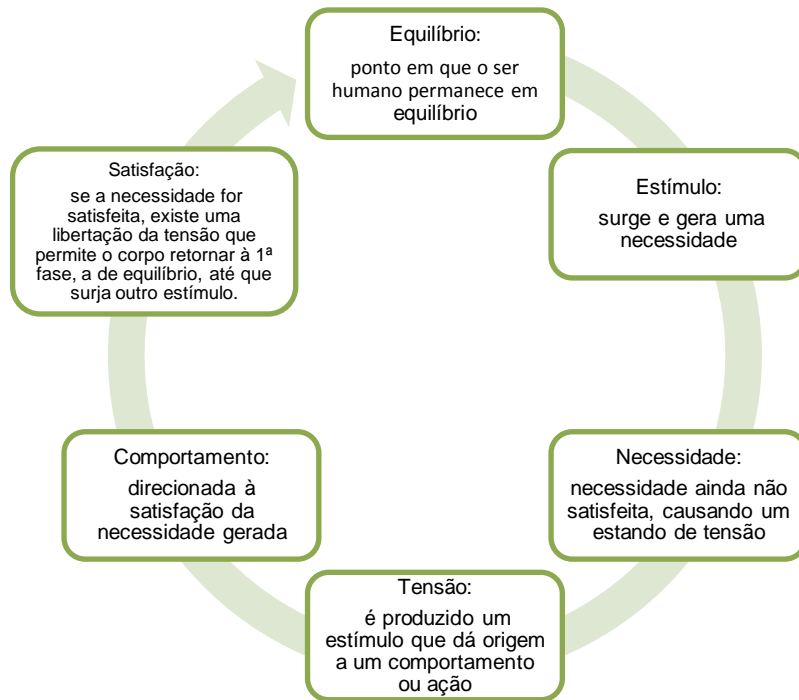 Equilíbrio:
ponto em que o ser
humano permanece em
equilíbrio
Estímulo:
surge e gera uma
necessidade
Necessidade:
necessidade ainda não
satisfeita, causando um
estando de tensão
Tensão:
é produzido um
estímulo que dá origem
a um comportamento
ou ação
Comportamento:
direcionada à
satisfação da
necessidade gerada
Satisfação:
se a necessidade for
satisfeita, existe uma
libertação da tensão que
permite o corpo retornar à 1ª
fase, a de equilíbrio, até que
surja outro estímulo.